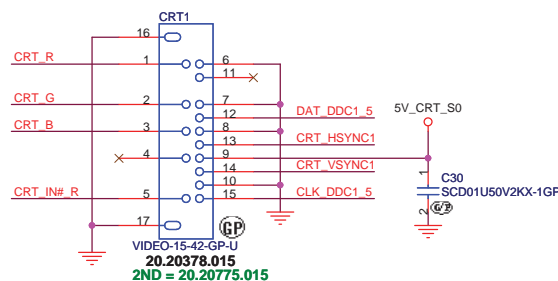 CRT1
16
CRT_R 1 6
11
CRT_G 2 7 DAT_DDC1_5 5V_CRT_S0
12
CRT_B 3 8 CRT_HSYNC1
13
4 9
14 CRT_VSYNC1
10
CRT_IN#_R 5 15 CLK_DDC1_5
1 C30
SCD01U50V2KX-1GP
2 G/P
17
GP
VIDEO-15-42-GP-U
20.20378.015
2ND = 20.20775.015